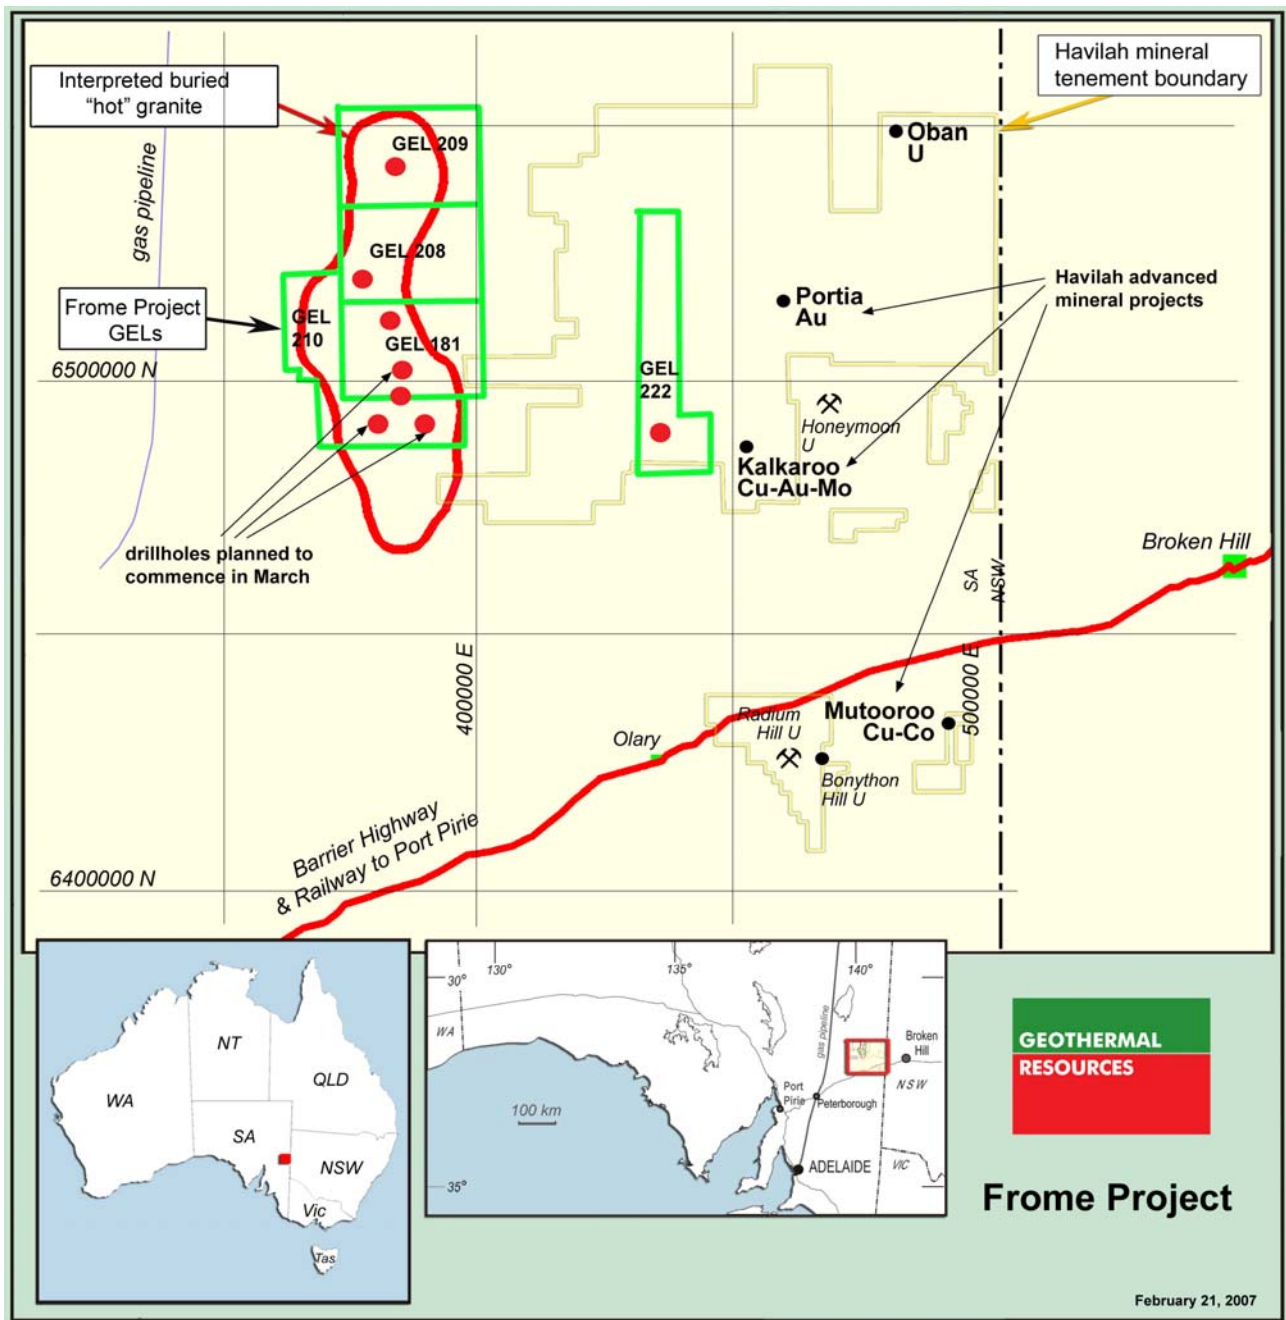 Interpreted buried
"hot" granite
Havilah mineral
tenement boundary
gas pipeline
GEL 209
Oban
U
GEL 208
Havilah advanced
mineral projects
Portia
Au
Frome Project
GELs
GEL
210
GEL 181
6500000 N
GEL
222
Honeymoon
U
Kalkaroo
Cu-Au-Mo
drillholes planned to
commence in March
Broken Hill
SA
NSW
400000 E
500000 E
Radium
Hill U
Mutooroo
Cu-Co
Olary
Bonython
Hill U
Barrier Highway
& Railway to Port Pirie
6400000 N
WA
NT
QLD
SA
NSW
Vic
Tas
130°
135°
140°
30°
WA
gas pipeline
Broken
Hill
NSW
Port
Pirie
Peterborough
100 km
ADELAIDE
VIC
35°
GEOTHERMAL
RESOURCES
Frome Project
February 21, 2007